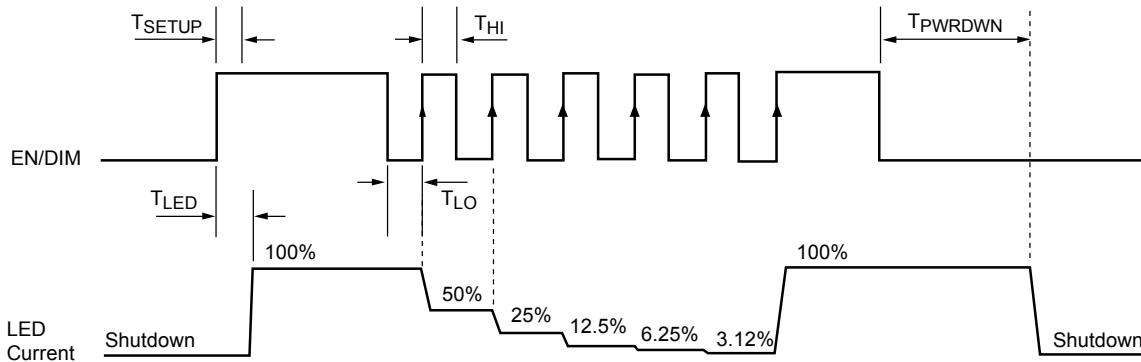 TSETUP
THI
TPWRDWN
EN/DIM
TLED
TLO
100%
100%
50%
25%
12.5%
6.25%
3.12%
LED
Current
Shutdown
Shutdown